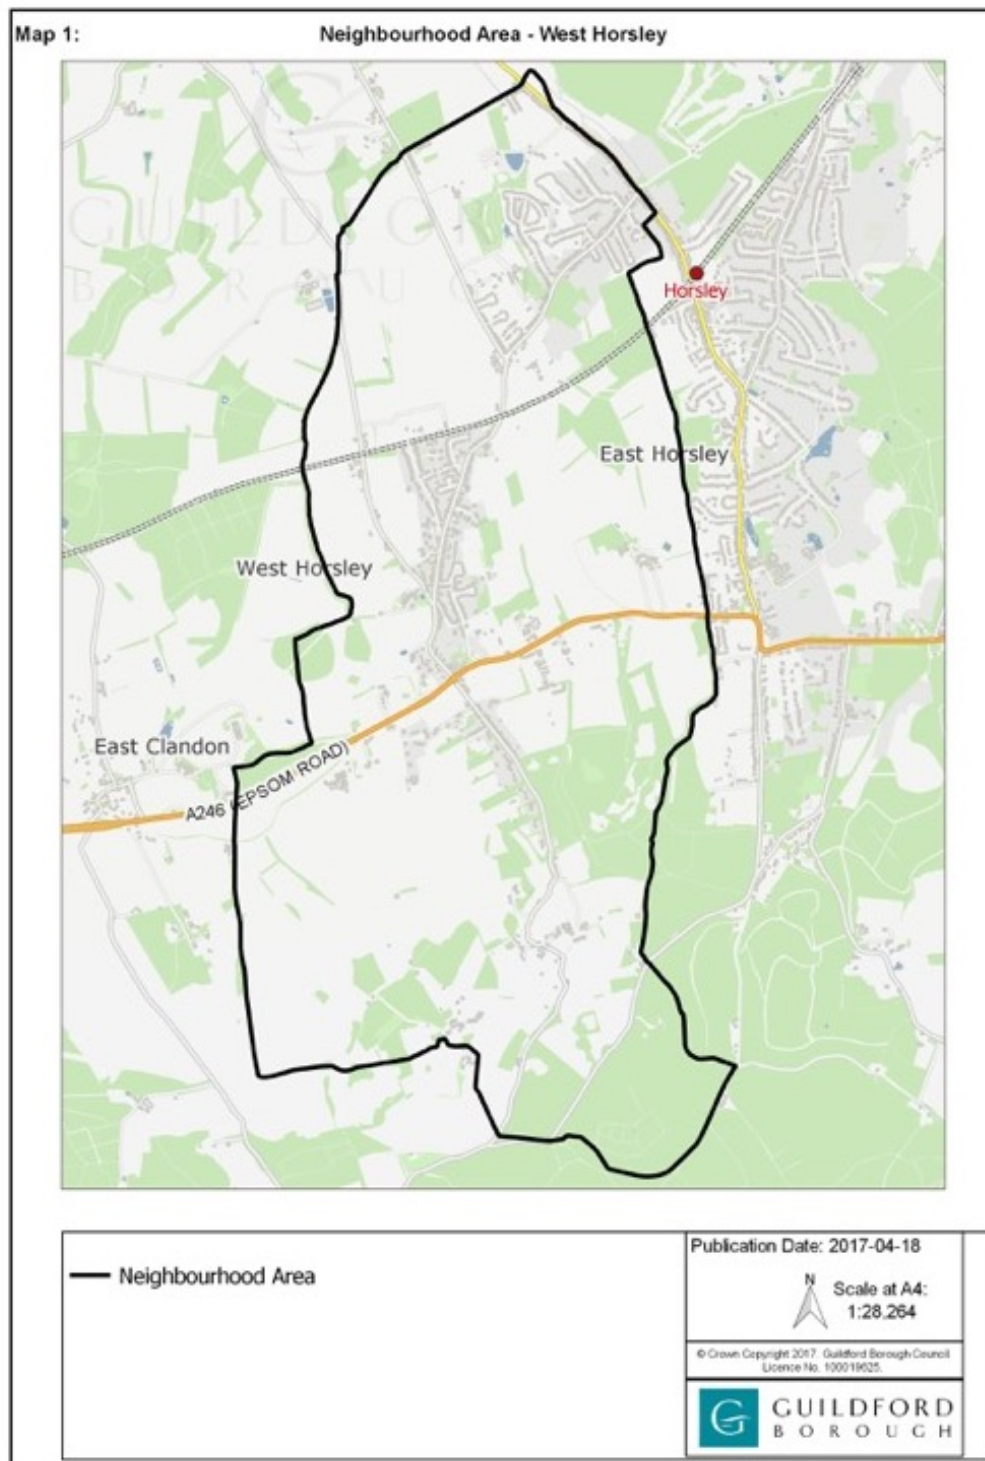 Map 1:
Neighbourhood Area - West Horsley
GUILDFORD
BOROUGH
Horsley
East Horsley
West Horsley
East Clandon
A246 (EPSOM ROAD)
Neighbourhood Area
Publication Date: 2017-04-18
N
Scale at A4:
1:28,264
© Crown Copyright 2017. Guildford Borough Council
Licence No. 100019625.
G
GUILDFORD
BOROUGH